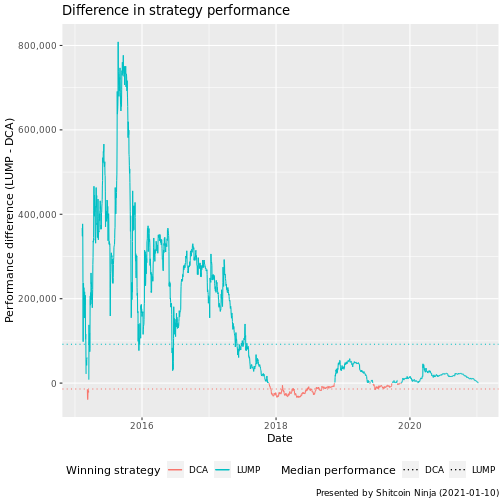 Difference in strategy performance
Performance difference (LUMP - DCA)
800,000
600,000
400,000
200,000
0
2016 2018 2020
Date
Winning strategy DCA LUMP Median performance DCA LUMP
Presented by Shitcoin Ninja (2021-01-10)